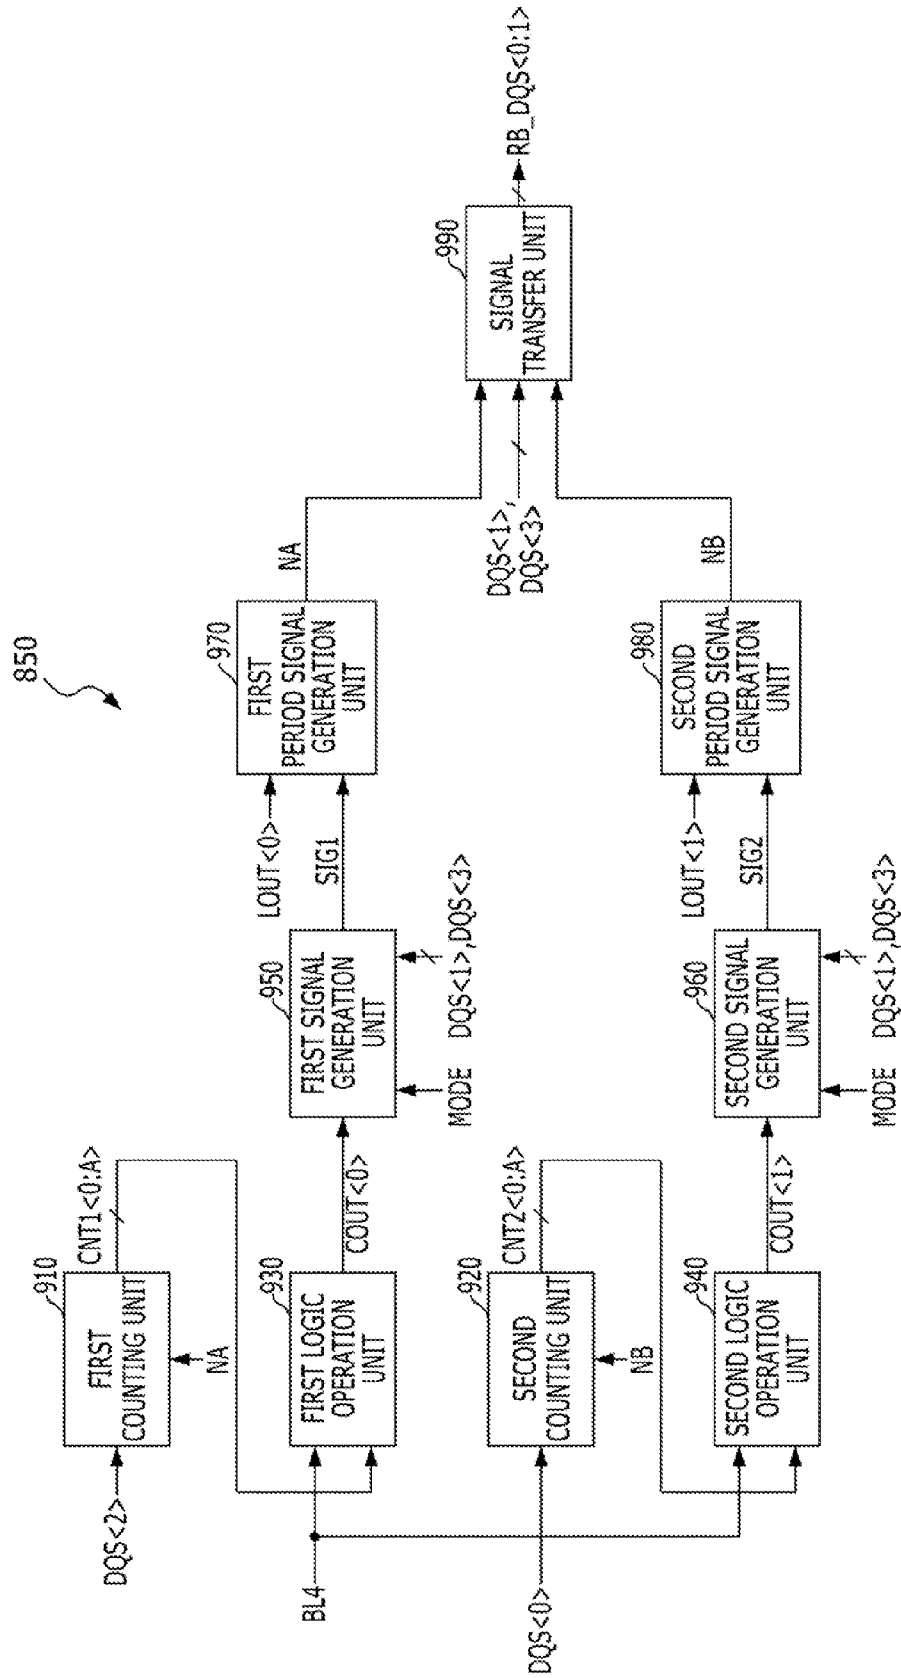 850
DQS<2>
910
FIRST
COUNTING UNIT
NA
CNT1<0:A>
BL4
930
FIRST LOGIC
OPERATION
UNIT
COUT<0>
950
FIRST SIGNAL
GENERATION
UNIT
MODE
DQS<1>,DQS<3>
SIG1
LOUT<0>
970
FIRST
PERIOD SIGNAL
GENERATION
UNIT
NA
DQS<0>
920
SECOND
COUNTING UNIT
NB
CNT2<0:A>
940
SECOND LOGIC
OPERATION
UNIT
COUT<1>
960
SECOND SIGNAL
GENERATION
UNIT
MODE
DQS<1>,DQS<3>
SIG2
LOUT<1>
980
SECOND
PERIOD SIGNAL
GENERATION
UNIT
NB
DQS<1>,
DQS<3>
990
SIGNAL
TRANSFER UNIT
RB_DQS<0:1>